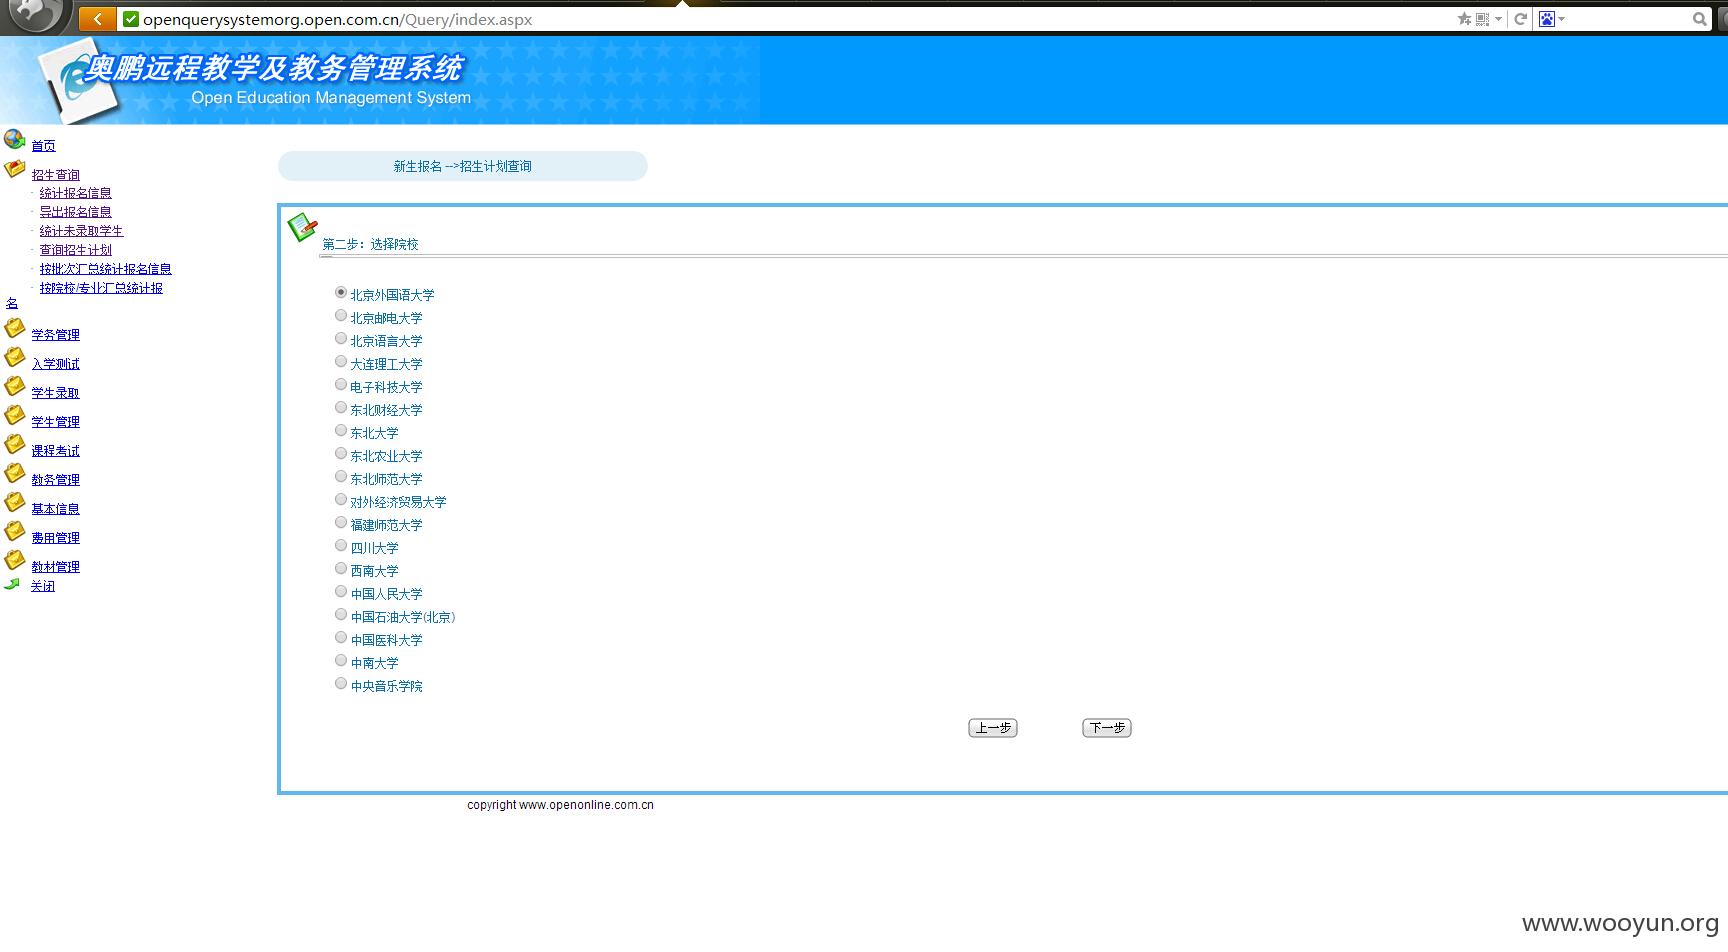 openquerysystemorg.open.com.cn/Query/index.aspx
奥鹏远程教学及教务管理系统
Open Education Management System
首页
招生查询
统计报名信息
导出报名信息
统计未录取学生
查询招生计划
按批次汇总统计报名信息
按院校/专业汇总统计报
名
学务管理
入学测试
学生录取
学生管理
课程考试
教务管理
基本信息
费用管理
教材管理
关闭
新生报名 -->招生计划查询
第二步：选择院校
北京外国语大学
北京邮电大学
北京语言大学
大连理工大学
电子科技大学
东北财经大学
东北大学
东北农业大学
东北师范大学
对外经济贸易大学
福建师范大学
四川大学
西南大学
中国人民大学
中国石油大学(北京)
中国医科大学
中南大学
中央音乐学院
上一步 下一步
copyright www.openonline.com.cn
www.wooyun.org